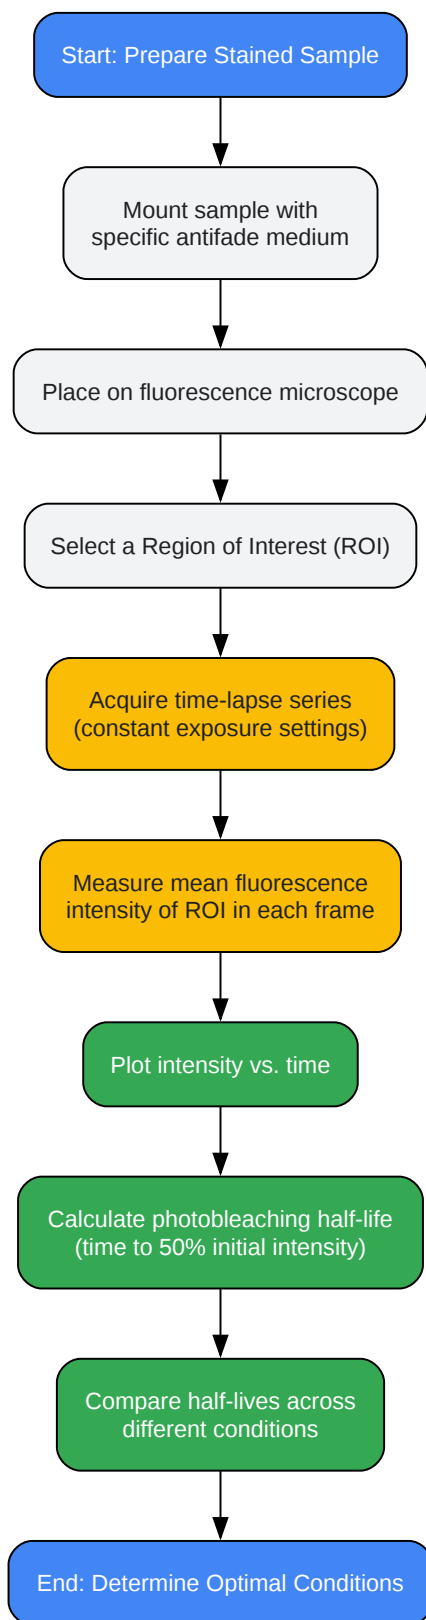 Start: Prepare Stained Sample
Mount sample with
specific antifade medium
Place on fluorescence microscope
Select a Region of Interest (ROI)
Acquire time-lapse series
(constant exposure settings)
Measure mean fluorescence
intensity of ROI in each frame
Plot intensity vs. time
Calculate photobleaching half-life
(time to 50% initial intensity)
Compare half-lives across
different conditions
End: Determine Optimal Conditions